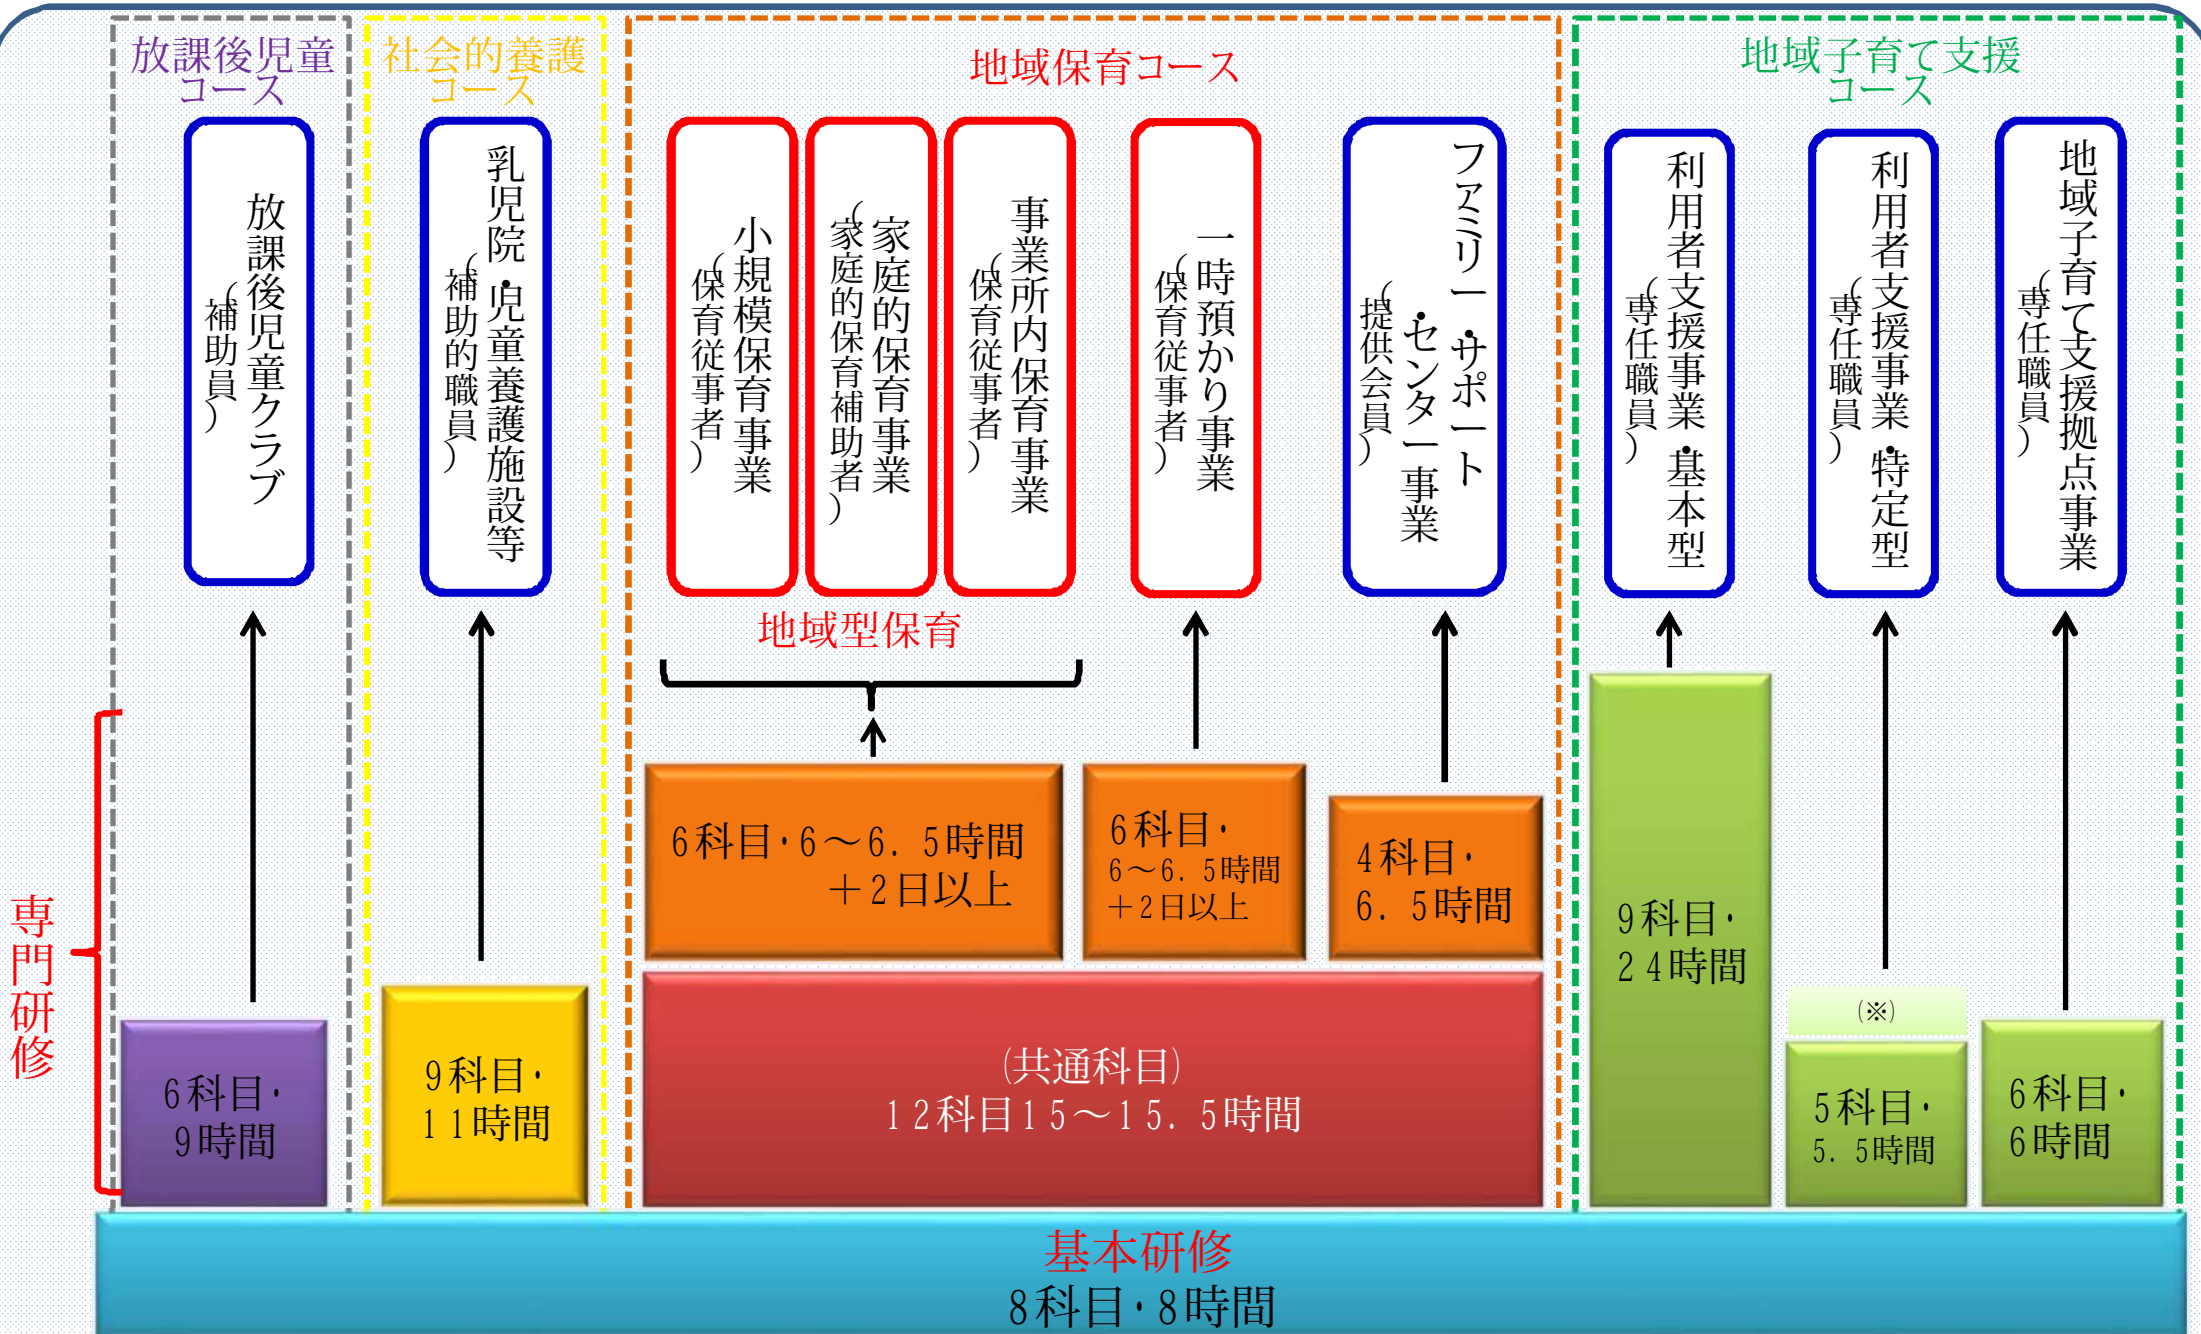 放課後児童
コース
社会的養護
コース
地域保育コース
地域子育て支援
コース
放課後児童クラブ
(補助員)
乳児院・児童養護施設等
(補助的職員)
小規模保育事業
(保育従事者)
家庭的保育事業
(家庭的保育補助者)
事業所内保育事業
(保育従事者)
一時預かり事業
(保育従事者)
ファミリー・サポート
・センター事業
(提供会員)
利用者支援事業・基本型
(専任職員)
利用者支援事業・特定型
(専任職員)
地域子育て支援拠点事業
(専任職員)
地域型保育
専門研修
6科目・
9時間
9科目・
11時間
6科目・6~6.5時間
+2日以上
6科目・
6~6.5時間
+2日以上
4科目・
6.5時間
(共通科目)
12科目15~15.5時間
9科目・
24時間
(※)
5科目・
5.5時間
6科目・
6時間
基本研修
8科目・8時間